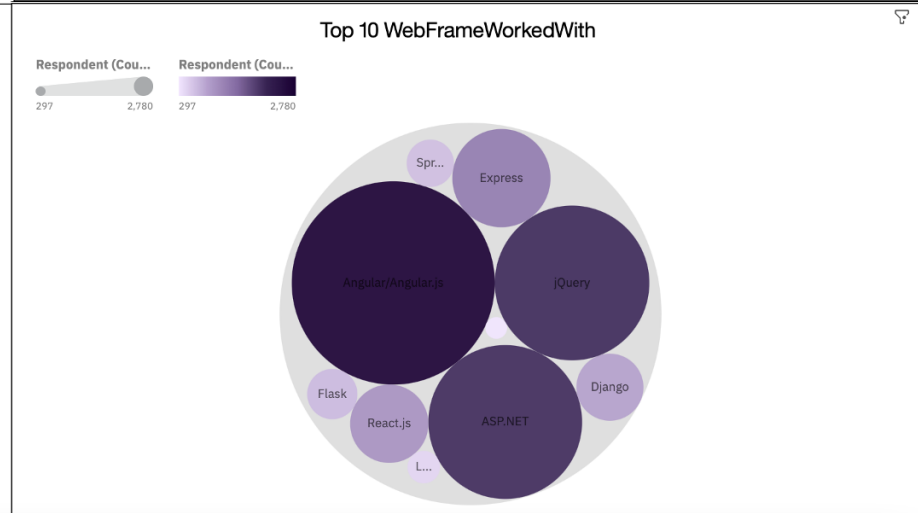 Top 10 WebFrameWorkedWith
Respondent (Cou... Respondent (Cou...
297 2,780 297 2,780
Spr...
Express
Angular/Angular.js
jQuery
Flask
React.js
ASP.NET
Django
L...